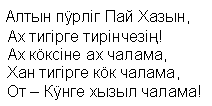 Алтын пӱрліг Пай Хазын,
Ах тигірге тирінчезің!
Ах кӧксіне ах чалама,
Хан тигірге кӧк чалама,
От – Кӱнге хызыл чалама!